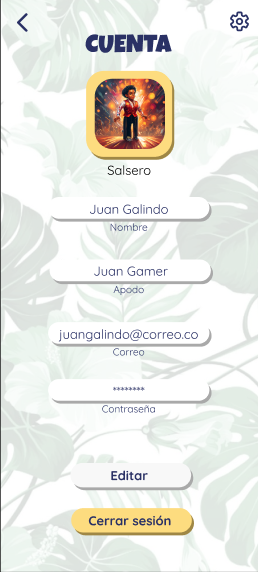 CUENTA
Salsero
Juan Galindo
Nombre
Juan Gamer
Apodo
juangalindo@correo.co
Correo
********
Contraseña
Editar
Cerrar sesión